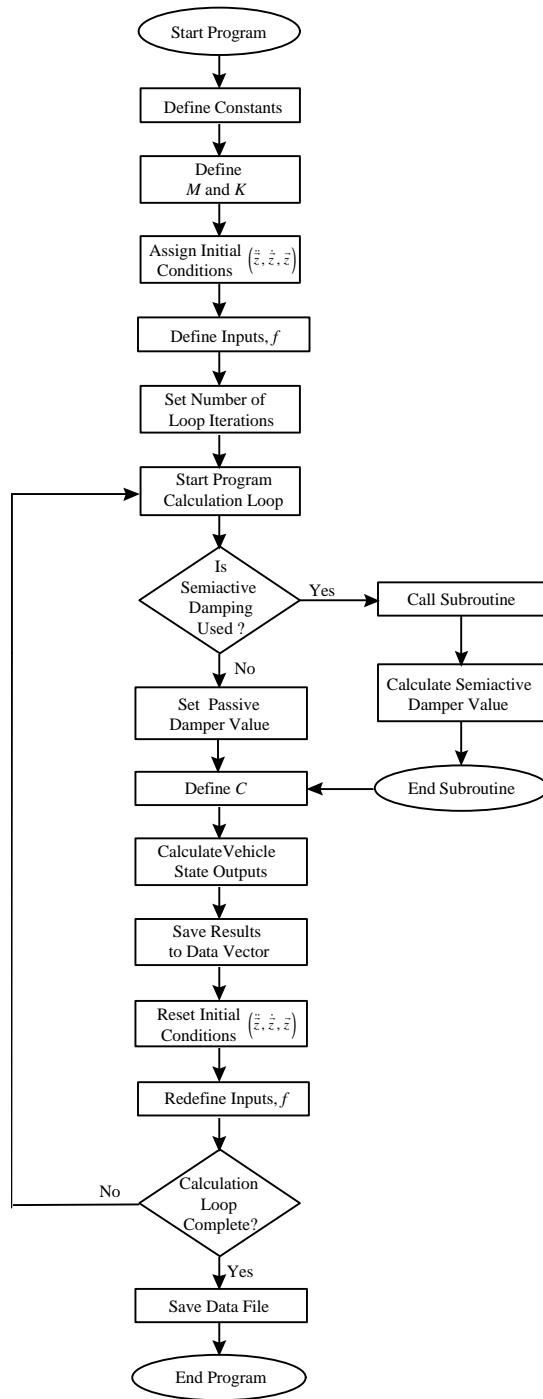 Start Program
Define Constants
Define
M and K
Assign Initial
Conditions (z̈, ż, z⃗)
Define Inputs, f
Set Number of
Loop Iterations
Start Program
Calculation Loop
Is
Semiactive
Damping
Used ?
Yes
Call Subroutine
No
Calculate Semiactive
Damper Value
Set Passive
Damper Value
End Subroutine
Define C
CalculateVehicle
State Outputs
Save Results
to Data Vector
Reset Initial
Conditions (z̈, ż, z⃗)
Redefine Inputs, f
No
Calculation
Loop
Complete?
Yes
Save Data File
End Program